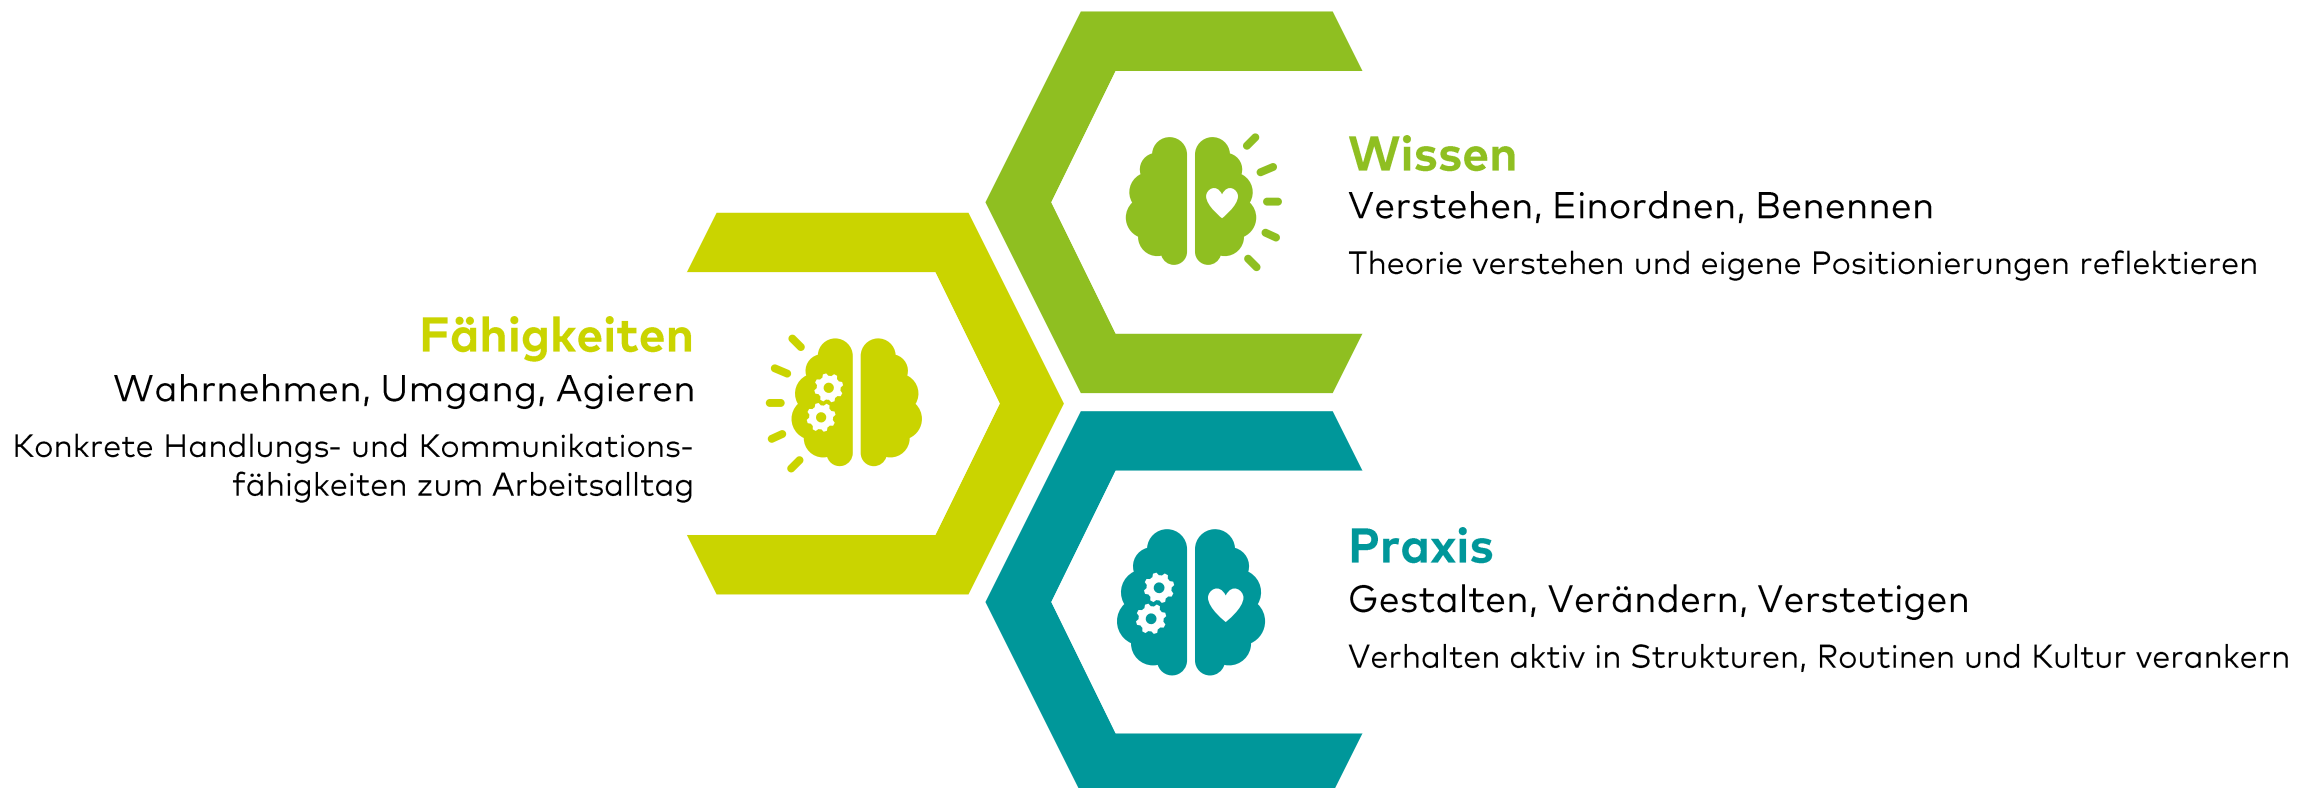 Wissen
Verstehen, Einordnen, Benennen
Theorie verstehen und eigene Positionierungen reflektieren
Fähigkeiten
Wahrnehmen, Umgang, Agieren
Konkrete Handlungs- und Kommunikations-
fähigkeiten zum Arbeitsalltag
Praxis
Gestalten, Verändern, Verstetigen
Verhalten aktiv in Strukturen, Routinen und Kultur verankern